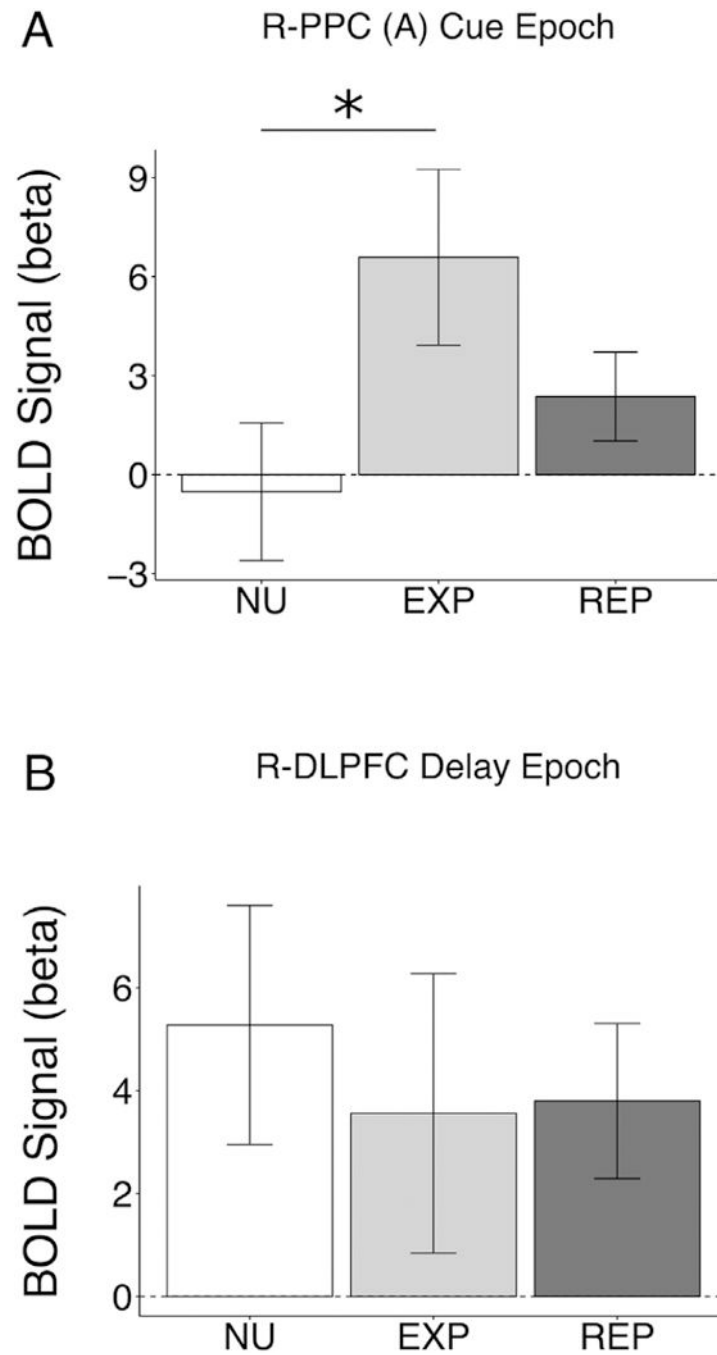 A
R-PPC (A) Cue Epoch
*
BOLD Signal (beta)
9
6
3
0
−3
NU EXP REP
B
R-DLPFC Delay Epoch
BOLD Signal (beta)
6
4
2
0
NU EXP REP